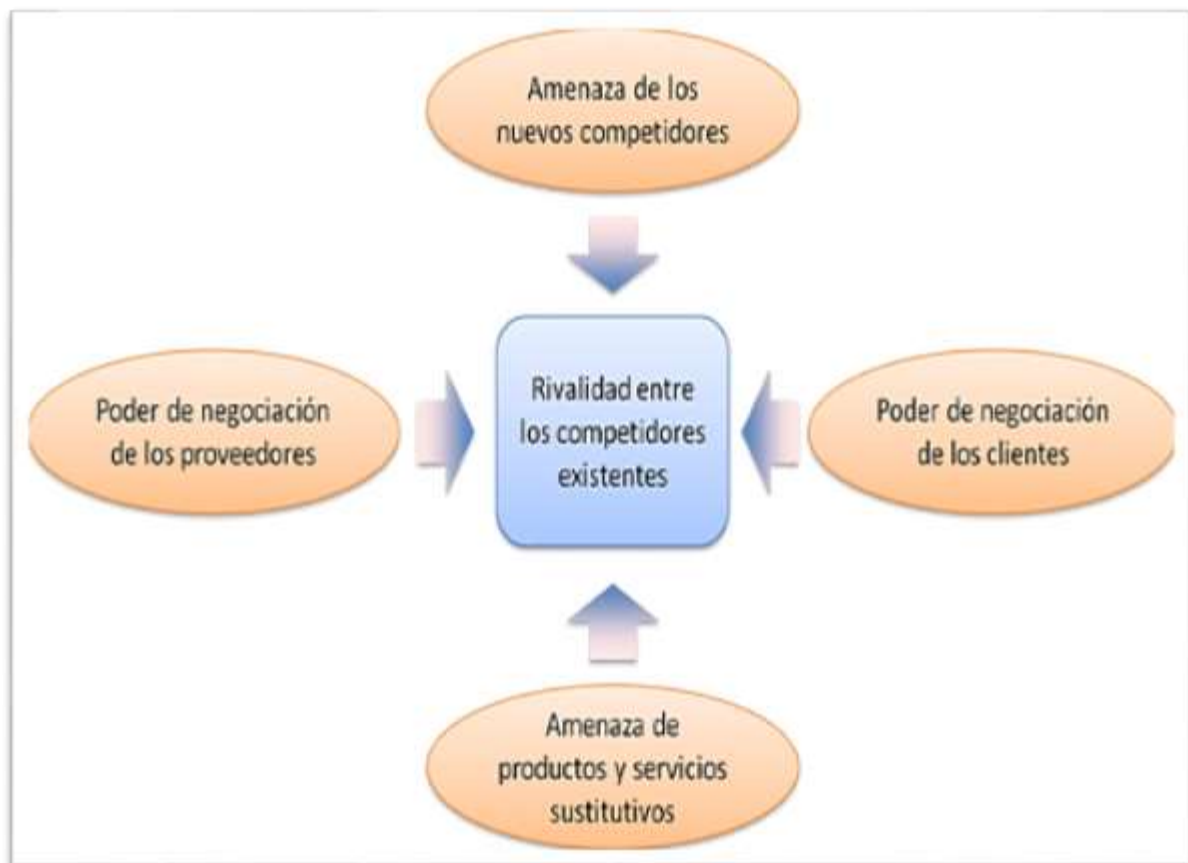 Amenaza de los
nuevos competidores
Poder de negociación
de los proveedores
Rivalidad entre
los competidores
existentes
Poder de negociación
de los clientes
Amenaza de
productos y servicios
sustitutivos